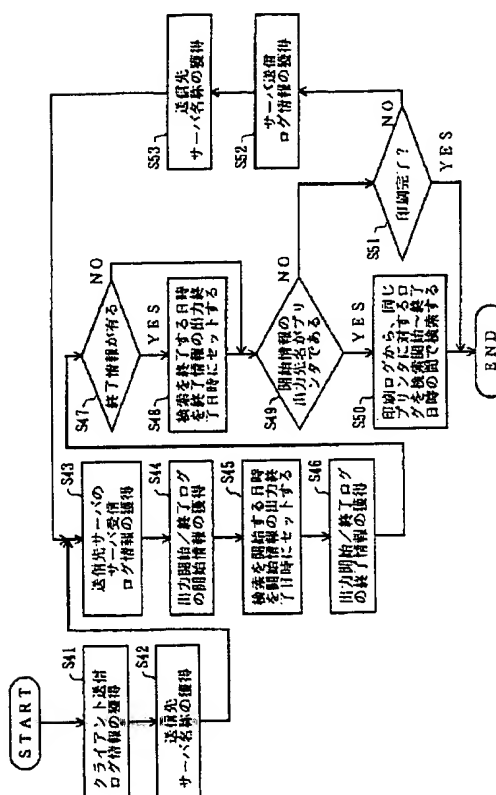 START
S41
クライアント送信
ログ情報の獲得
S42
送信先
サーバ名称の獲得
S43
送信先サーバの
サーバ受信
ログ情報の獲得
S44
出力開始/終了ログ
の開始情報の獲得
S45
検索を開始する日時
を開始情報の出力終
了日時にセットする
S46
出力開始/終了ログ
の終了情報の獲得
S47
終了情報が有る
NO
YES
S48
検索を終了する日時
を終了情報の出力終
了日時にセットする
S49
開始情報の
出力先名がプリ
ンタである
NO
YES
S50
印刷ログから、同じ
プリンタに対するロ
グを検索開始~終了
日時の間で検索する
S51
印刷完了?
NO
YES
S52
サーバ送信
ログ情報の獲得
S53
送信先
サーバ名称の獲得
END